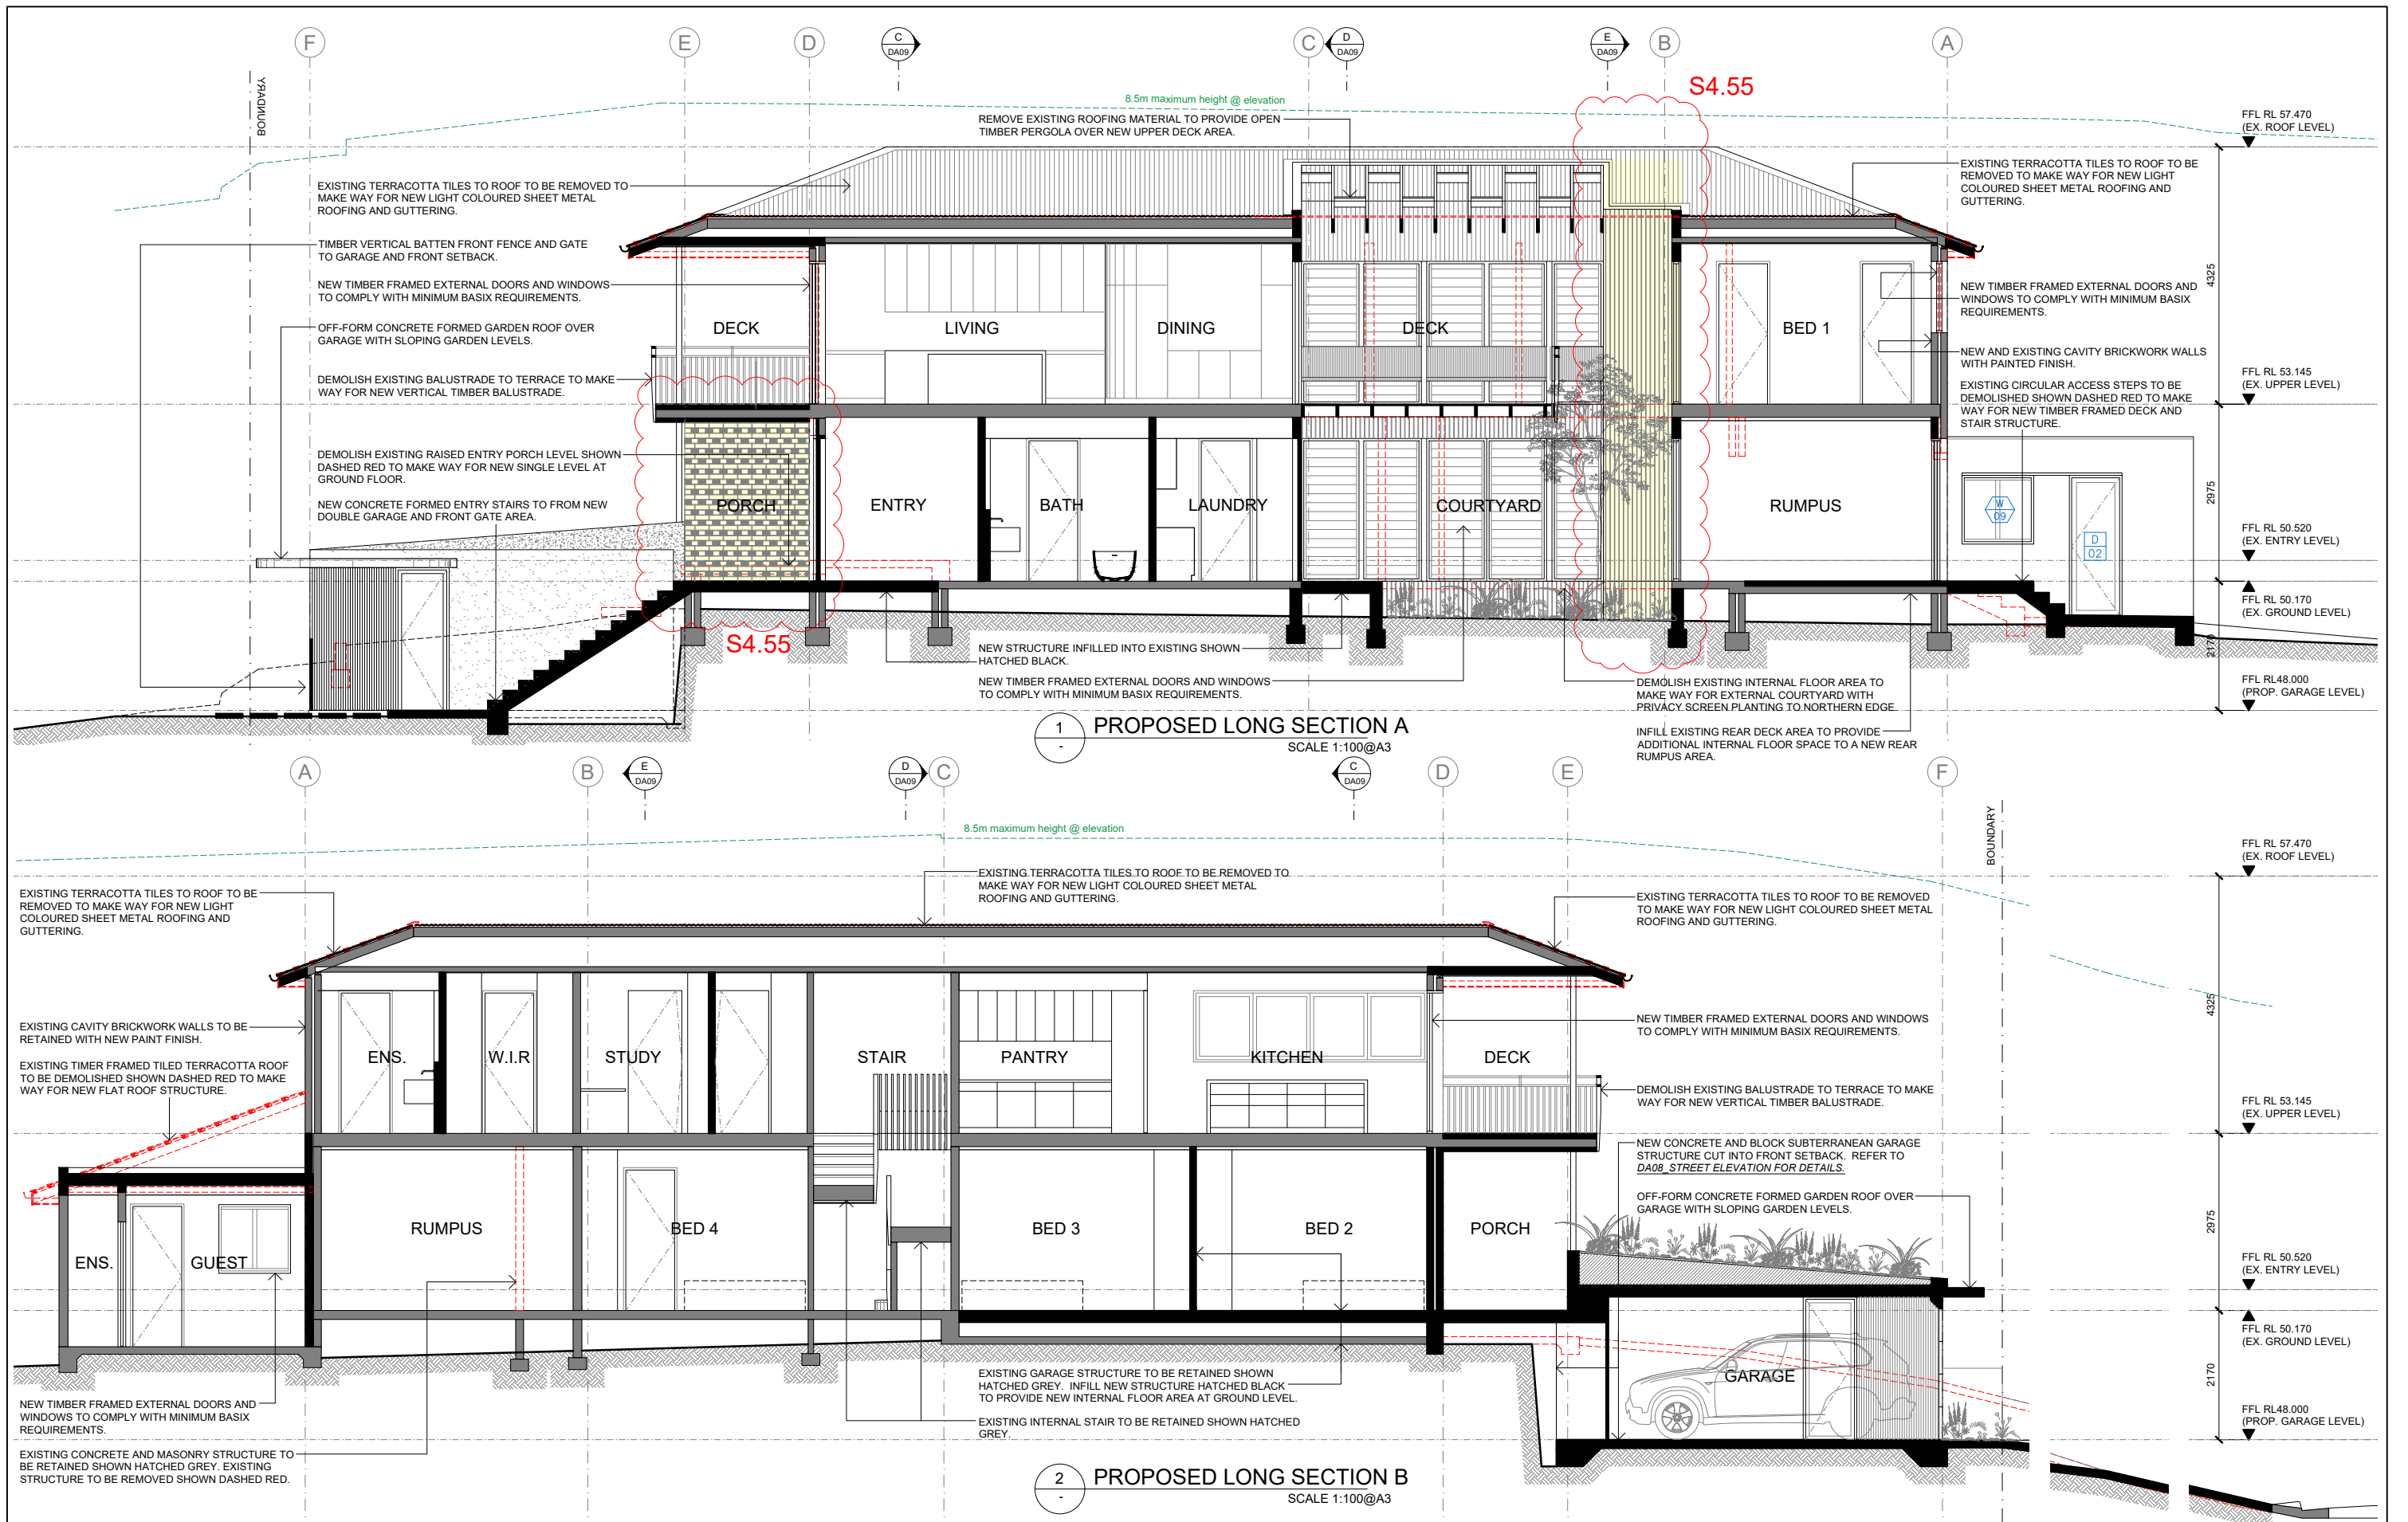 F
E
D
C
DA09
C
D
DA09
E
DA09
B
A
BOUNDARY
S4.55
8.5m maximum height @ elevation
REMOVE EXISTING ROOFING MATERIAL TO PROVIDE OPEN
TIMBER PERGOLA OVER NEW UPPER DECK AREA.
FFL RL 57.470
(EX. ROOF LEVEL)
EXISTING TERRACOTTA TILES TO ROOF TO BE REMOVED TO
MAKE WAY FOR NEW LIGHT COLOURED SHEET METAL
ROOFING AND GUTTERING.
EXISTING TERRACOTTA TILES TO ROOF TO BE
REMOVED TO MAKE WAY FOR NEW LIGHT
COLOURED SHEET METAL ROOFING AND
GUTTERING.
TIMBER VERTICAL BATTEN FRONT FENCE AND GATE
TO GARAGE AND FRONT SETBACK.
NEW TIMBER FRAMED EXTERNAL DOORS AND WINDOWS
TO COMPLY WITH MINIMUM BASIX REQUIREMENTS.
OFF-FORM CONCRETE FORMED GARDEN ROOF OVER
GARAGE WITH SLOPING GARDEN LEVELS.
DEMOLISH EXISTING BALUSTRADE TO TERRACE TO MAKE
WAY FOR NEW VERTICAL TIMBER BALUSTRADE.
DECK
LIVING
DINING
DECK
BED 1
4325
NEW TIMBER FRAMED EXTERNAL DOORS AND
WINDOWS TO COMPLY WITH MINIMUM BASIX
REQUIREMENTS.
NEW AND EXISTING CAVITY BRICKWORK WALLS
WITH PAINTED FINISH.
EXISTING CIRCULAR ACCESS STEPS TO BE
DEMOLISHED SHOWN DASHED RED TO MAKE
WAY FOR NEW TIMBER FRAMED DECK AND
STAIR STRUCTURE.
FFL RL 53.145
(EX. UPPER LEVEL)
DEMOLISH EXISTING RAISED ENTRY PORCH LEVEL SHOWN
DASHED RED TO MAKE WAY FOR NEW SINGLE LEVEL AT
GROUND FLOOR.
NEW CONCRETE FORMED ENTRY STAIRS TO FROM NEW
DOUBLE GARAGE AND FRONT GATE AREA.
PORCH
ENTRY
BATH
LAUNDRY
COURTYARD
RUMPUS
W
09
D
02
2975
FFL RL 50.520
(EX. ENTRY LEVEL)
FFL RL 50.170
(EX. GROUND LEVEL)
S4.55
NEW STRUCTURE INFILLED INTO EXISTING SHOWN
HATCHED BLACK.
NEW TIMBER FRAMED EXTERNAL DOORS AND WINDOWS
TO COMPLY WITH MINIMUM BASIX REQUIREMENTS.
2170
DEMOLISH EXISTING INTERNAL FLOOR AREA TO
MAKE WAY FOR EXTERNAL COURTYARD WITH
PRIVACY SCREEN PLANTING TO NORTHERN EDGE.
INFILL EXISTING REAR DECK AREA TO PROVIDE
ADDITIONAL INTERNAL FLOOR SPACE TO A NEW REAR
RUMPUS AREA.
FFL RL48.000
(PROP. GARAGE LEVEL)
1
-
PROPOSED LONG SECTION A
SCALE 1:100@A3
A
B
E
DA09
D
DA09
C
C
DA09
D
E
F
BOUNDARY
8.5m maximum height @ elevation
FFL RL 57.470
(EX. ROOF LEVEL)
EXISTING TERRACOTTA TILES TO ROOF TO BE
REMOVED TO MAKE WAY FOR NEW LIGHT
COLOURED SHEET METAL ROOFING AND
GUTTERING.
EXISTING TERRACOTTA TILES TO ROOF TO BE REMOVED TO
MAKE WAY FOR NEW LIGHT COLOURED SHEET METAL
ROOFING AND GUTTERING.
EXISTING TERRACOTTA TILES TO ROOF TO BE REMOVED
TO MAKE WAY FOR NEW LIGHT COLOURED SHEET METAL
ROOFING AND GUTTERING.
EXISTING CAVITY BRICKWORK WALLS TO BE
RETAINED WITH NEW PAINT FINISH.
EXISTING TIMER FRAMED TILED TERRACOTTA ROOF
TO BE DEMOLISHED SHOWN DASHED RED TO MAKE
WAY FOR NEW FLAT ROOF STRUCTURE.
ENS.
W.I.R
STUDY
STAIR
PANTRY
KITCHEN
DECK
4325
NEW TIMBER FRAMED EXTERNAL DOORS AND WINDOWS
TO COMPLY WITH MINIMUM BASIX REQUIREMENTS.
DEMOLISH EXISTING BALUSTRADE TO TERRACE TO MAKE
WAY FOR NEW VERTICAL TIMBER BALUSTRADE.
FFL RL 53.145
(EX. UPPER LEVEL)
NEW CONCRETE AND BLOCK SUBTERRANEAN GARAGE
STRUCTURE CUT INTO FRONT SETBACK.  REFER TO
DA08_STREET ELEVATION FOR DETAILS.
OFF-FORM CONCRETE FORMED GARDEN ROOF OVER
GARAGE WITH SLOPING GARDEN LEVELS.
ENS.
GUEST
RUMPUS
BED 4
BED 3
BED 2
PORCH
2975
FFL RL 50.520
(EX. ENTRY LEVEL)
FFL RL 50.170
(EX. GROUND LEVEL)
GARAGE
2170
EXISTING GARAGE STRUCTURE TO BE RETAINED SHOWN
HATCHED GREY.  INFILL NEW STRUCTURE HATCHED BLACK
TO PROVIDE NEW INTERNAL FLOOR AREA AT GROUND LEVEL.
EXISTING INTERNAL STAIR TO BE RETAINED SHOWN HATCHED
GREY.
NEW TIMBER FRAMED EXTERNAL DOORS AND
WINDOWS TO COMPLY WITH MINIMUM BASIX
REQUIREMENTS.
EXISTING CONCRETE AND MASONRY STRUCTURE TO
BE RETAINED SHOWN HATCHED GREY. EXISTING
STRUCTURE TO BE REMOVED SHOWN DASHED RED.
FFL RL48.000
(PROP. GARAGE LEVEL)
2
-
PROPOSED LONG SECTION B
SCALE 1:100@A3